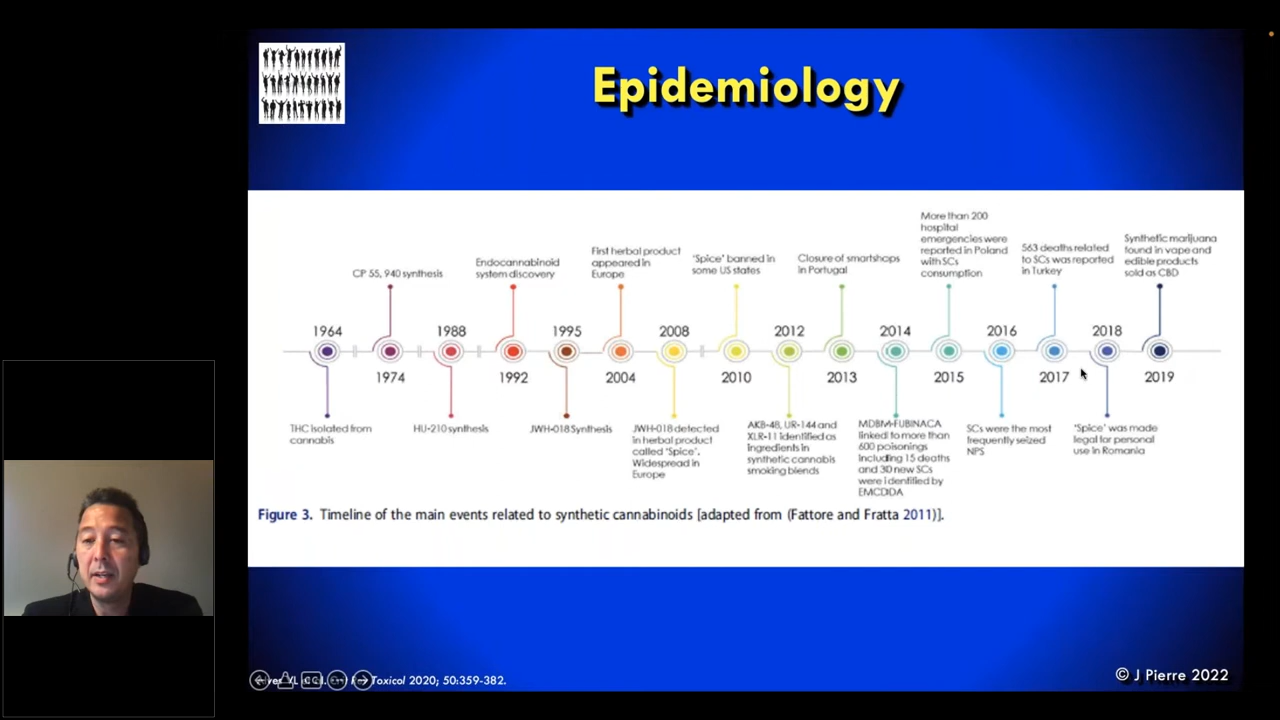 Epidemiology
More than 200
hospital
emergencies were
reported in Poland
with SCs
consumption
CP 55, 940 synthesis
Endocannabinoid
system discovery
First herbal product
appeared in
Europe
'Spice' banned in
some US states
Closure of smartshops
in Portugal
563 deaths related
to SCs was reported
in Turkey
Synthetic marijuana
found in vape and
edible products
sold as CBD
1964
1988
1995
2008
2012
2014
2016
2018
1974
1992
2004
2010
2013
2015
2017
2019
THC isolated from
cannabis
HU-210 synthesis
JWH-018 Synthesis
JWH-018 detected
in herbal product
called 'Spice'.
Widespread in
Europe
AKB-48, UR-144 and
XLR-11 identified as
ingredients in
synthetic cannabis
smoking blends
MDBM-FUBINACA
linked to more than
600 poisonings
including 15 deaths
and 30 new SCs
were identified by
EMCDIDA
SCs were the most
frequently seized
NPS
'Spice' was made
legal for personal
use in Romania
Figure 3. Timeline of the main events related to synthetic cannabinoids [adapted from (Fattore and Fratta 2011)].
Toxicol 2020; 50:359-382.
© J Pierre 2022